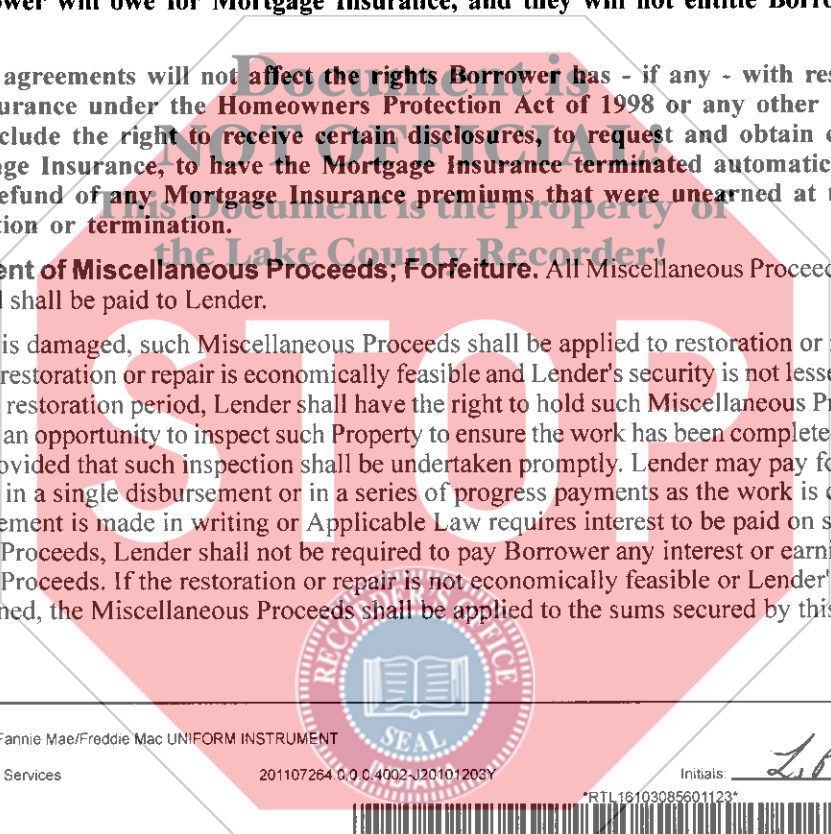 wer will owe for Mortgage Insurance, and they will not entitle Borro
agreements will not affect the rights Borrower has - if any - with res
urance under the Homeowners Protection Act of 1998 or any other
clude the right to receive certain disclosures, to request and obtain c
ge Insurance, to have the Mortgage Insurance terminated automatic
efund of any Mortgage Insurance premiums that were unearned at t
tion or termination.
Document is
NOT OFFICIAL!
This Document is the property of
the Lake County Recorder!
ent of Miscellaneous Proceeds; Forfeiture. All Miscellaneous Proceed
l shall be paid to Lender.
is damaged, such Miscellaneous Proceeds shall be applied to restoration or
restoration or repair is economically feasible and Lender's security is not lesse
restoration period, Lender shall have the right to hold such Miscellaneous Pr
an opportunity to inspect such Property to ensure the work has been complete
ovided that such inspection shall be undertaken promptly. Lender may pay fo
in a single disbursement or in a series of progress payments as the work is c
ement is made in writing or Applicable Law requires interest to be paid on s
Proceeds, Lender shall not be required to pay Borrower any interest or earni
Proceeds. If the restoration or repair is not economically feasible or Lender'
ned, the Miscellaneous Proceeds shall be applied to the sums secured by this
STOP
RECORDER'S OFFICE
SEAL
INDIANA
Fannie Mae/Freddie Mac UNIFORM INSTRUMENT
Services
201107264.0.0.0.4002-J20101203Y
Initials:
*RTL16103085601123*